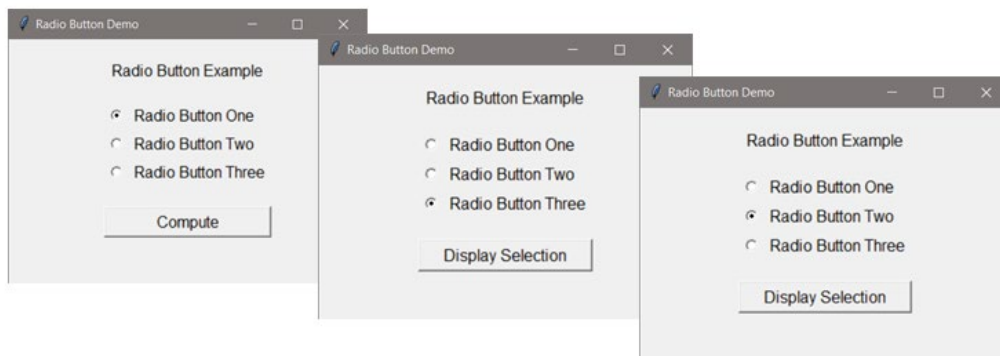 Radio Button Demo
Radio Button Example
Radio Button One
Radio Button Two
Radio Button Three
Compute
Radio Button Demo
Radio Button Example
Radio Button One
Radio Button Two
Radio Button Three
Display Selection
Radio Button Demo
Radio Button Example
Radio Button One
Radio Button Two
Radio Button Three
Display Selection